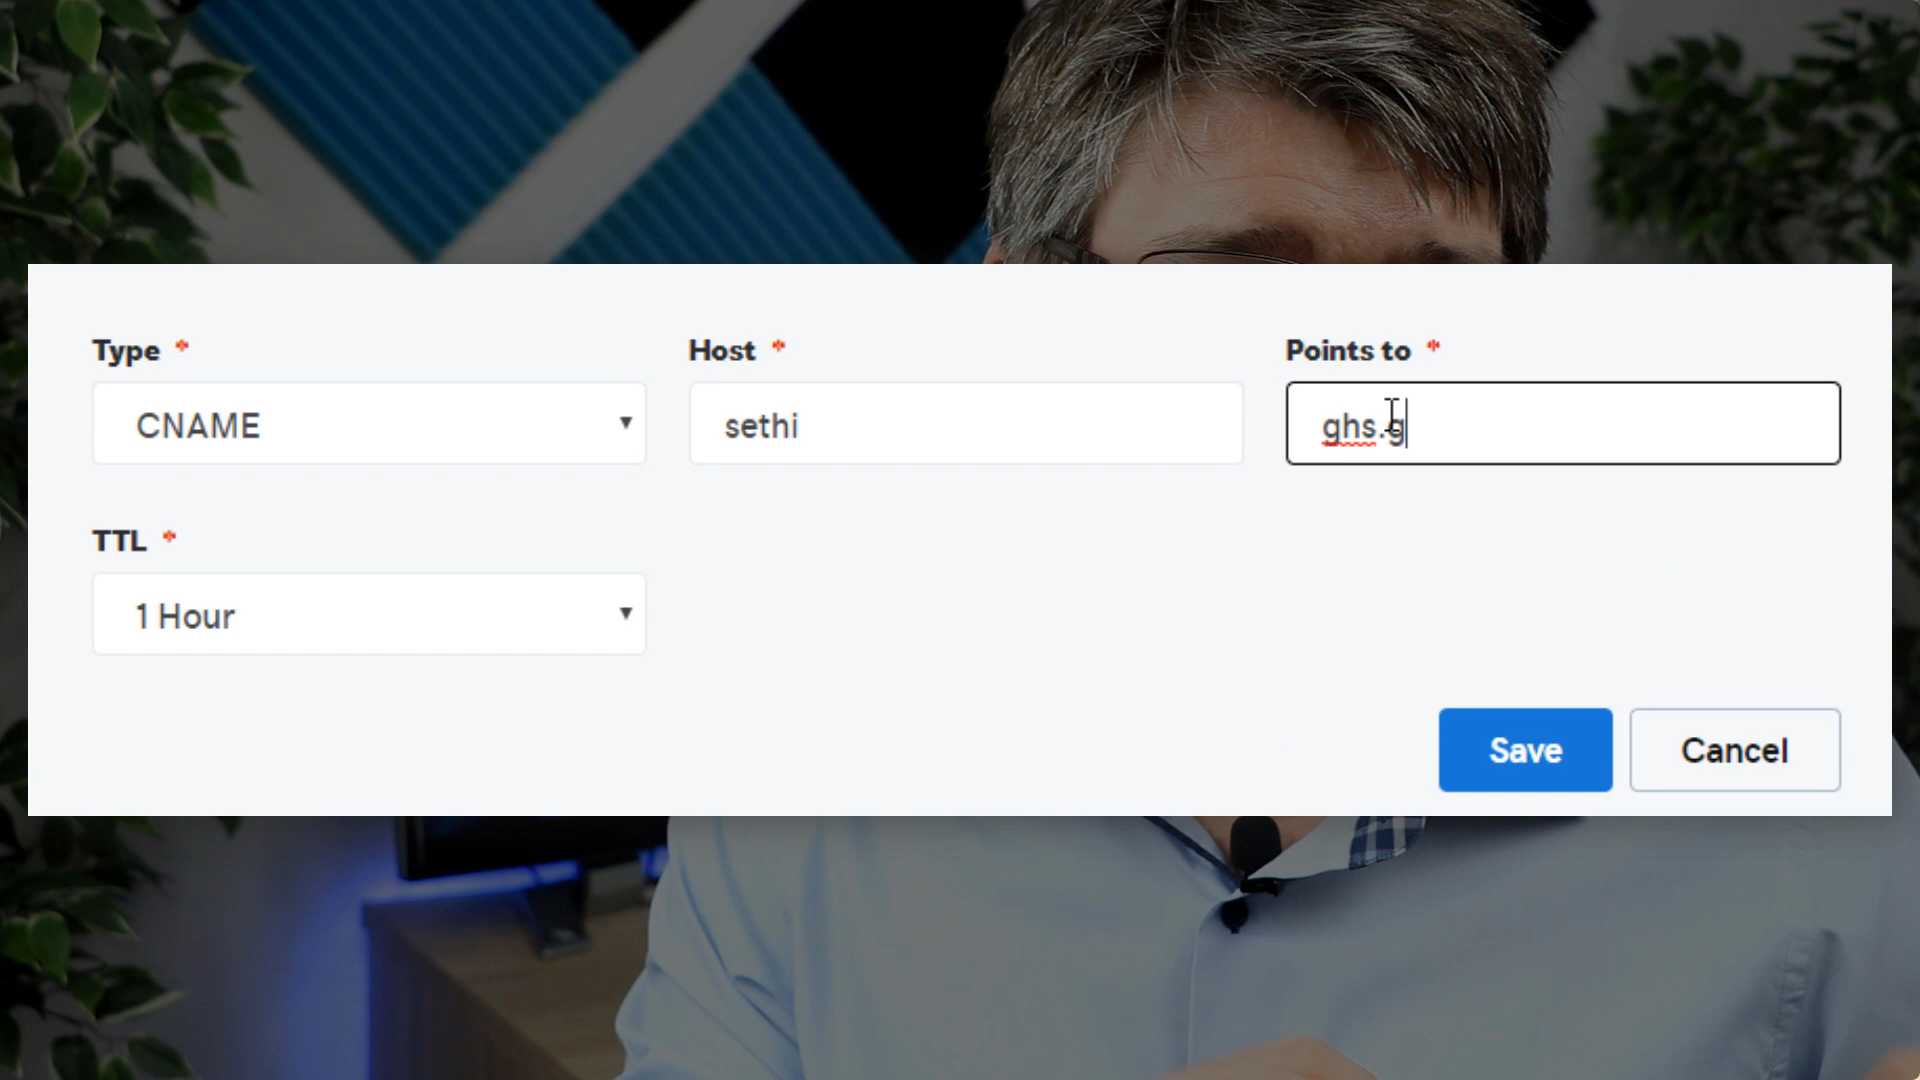 Type *
Host *
Points to *
CNAME
sethi
ghs.g
TTL *
1 Hour
Save
Cancel